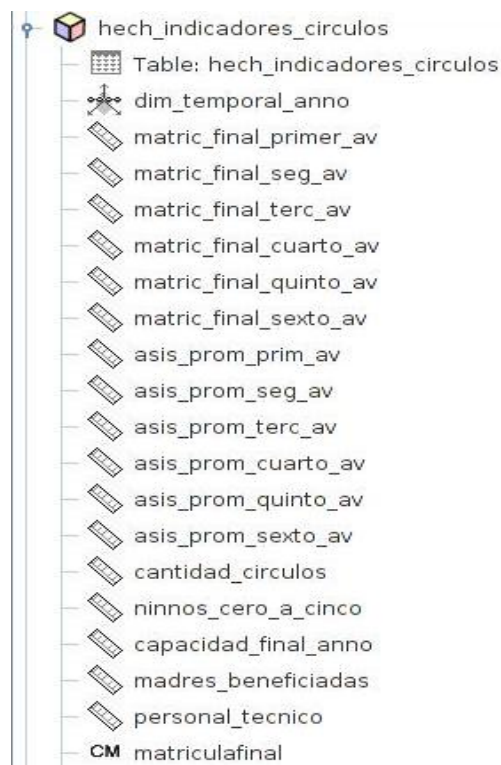 hech_indicadores_circulos
Table: hech_indicadores_circulos
dim_temporal_anno
matric_final_primer_av
matric_final_seg_av
matric_final_terc_av
matric_final_cuarto_av
matric_final_quinto_av
matric_final_sexto_av
asis_prom_prim_av
asis_prom_seg_av
asis_prom_terc_av
asis_prom_cuarto_av
asis_prom_quinto_av
asis_prom_sexto_av
cantidad_circulos
ninnos_cero_a_cinco
capacidad_final_anno
madres_beneficiadas
personal_tecnico
CM matriculafinal